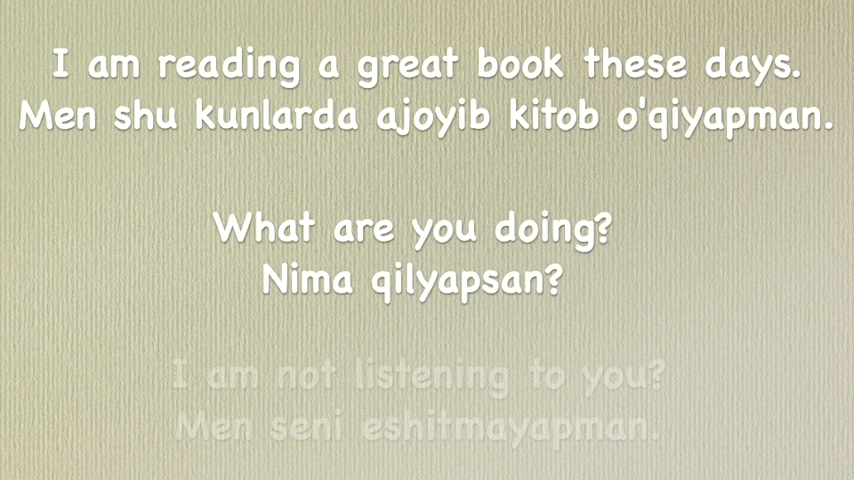 I am reading a great book these days.
Men shu kunlarda ajoyib kitob o'qiyapman.
What are you doing?
Nima qilyapsan?
I am not listening to you?
Men seni eshitmayapman.